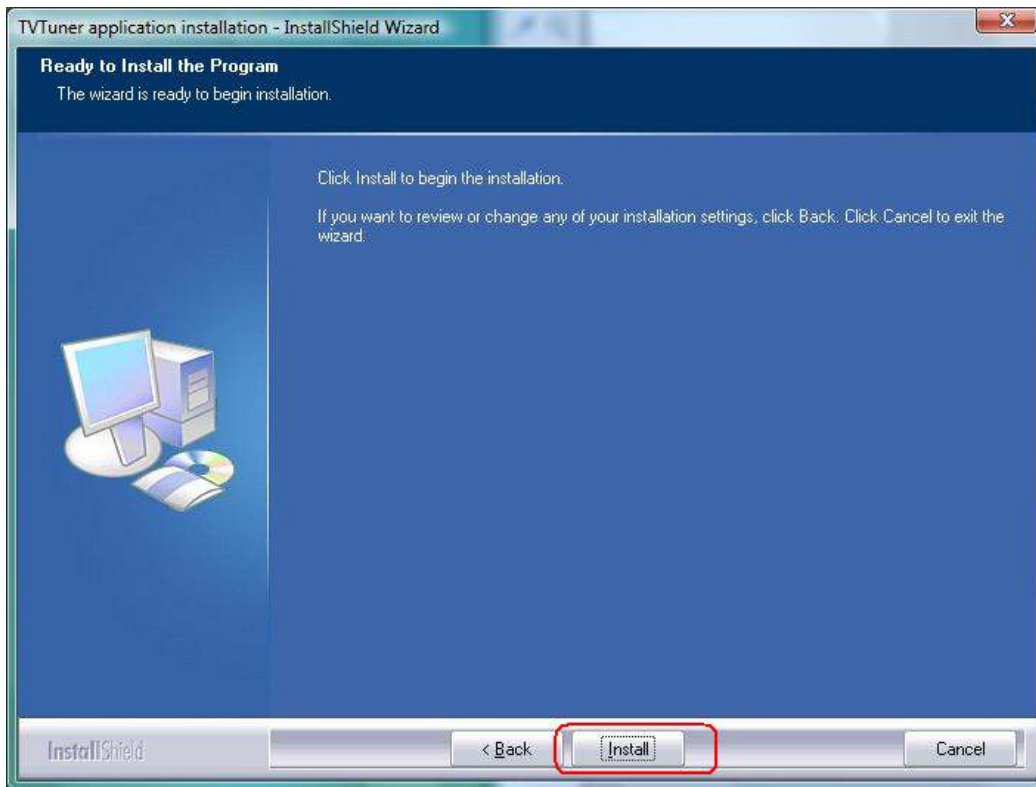 TVTuner application installation - InstallShield Wizard
Ready to Install the Program
The wizard is ready to begin installation.
Click Install to begin the installation.
If you want to review or change any of your installation settings, click Back. Click Cancel to exit the
wizard.
InstallShield
< Back
Install
Cancel